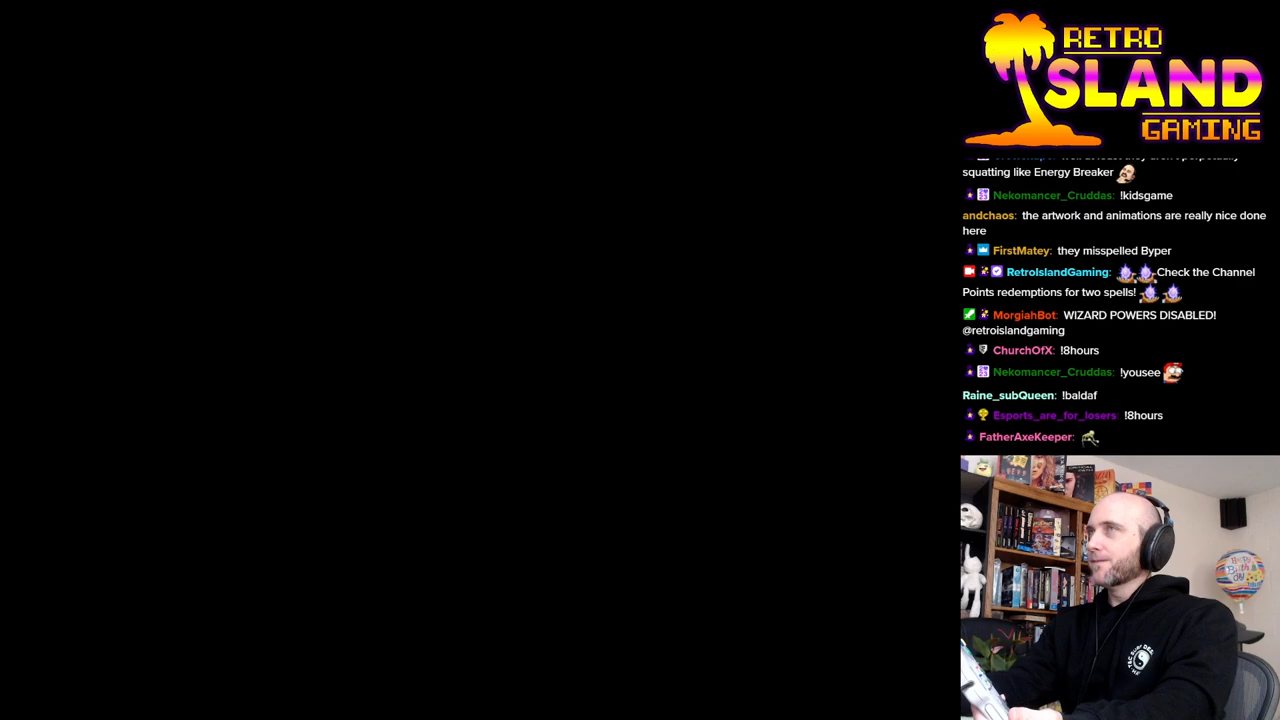 RETRO
ISLAND
GAMING
squatting like Energy Breaker
Nekomancer_Cruddas: !kidsgame
andchaos: the artwork and animations are really nice done
here
FirstMatey: they misspelled Byper
RetroIslandGaming: Check the Channel
Points redemptions for two spells!
MorgiahBot: WIZARD POWERS DISABLED!
@retroislandgaming
ChurchOfX: !8hours
Nekomancer_Cruddas: !yousee
Raine_subQueen: !baldaf
Esports_are_for_losers: !8hours
FatherAxeKeeper: